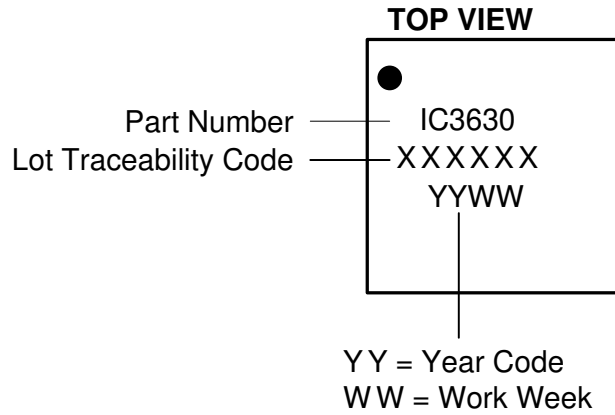 TOP VIEW
Part Number
IC3630
Lot Traceability Code
XXXXXX
YYWW
YY = Year Code
WW = Work Week